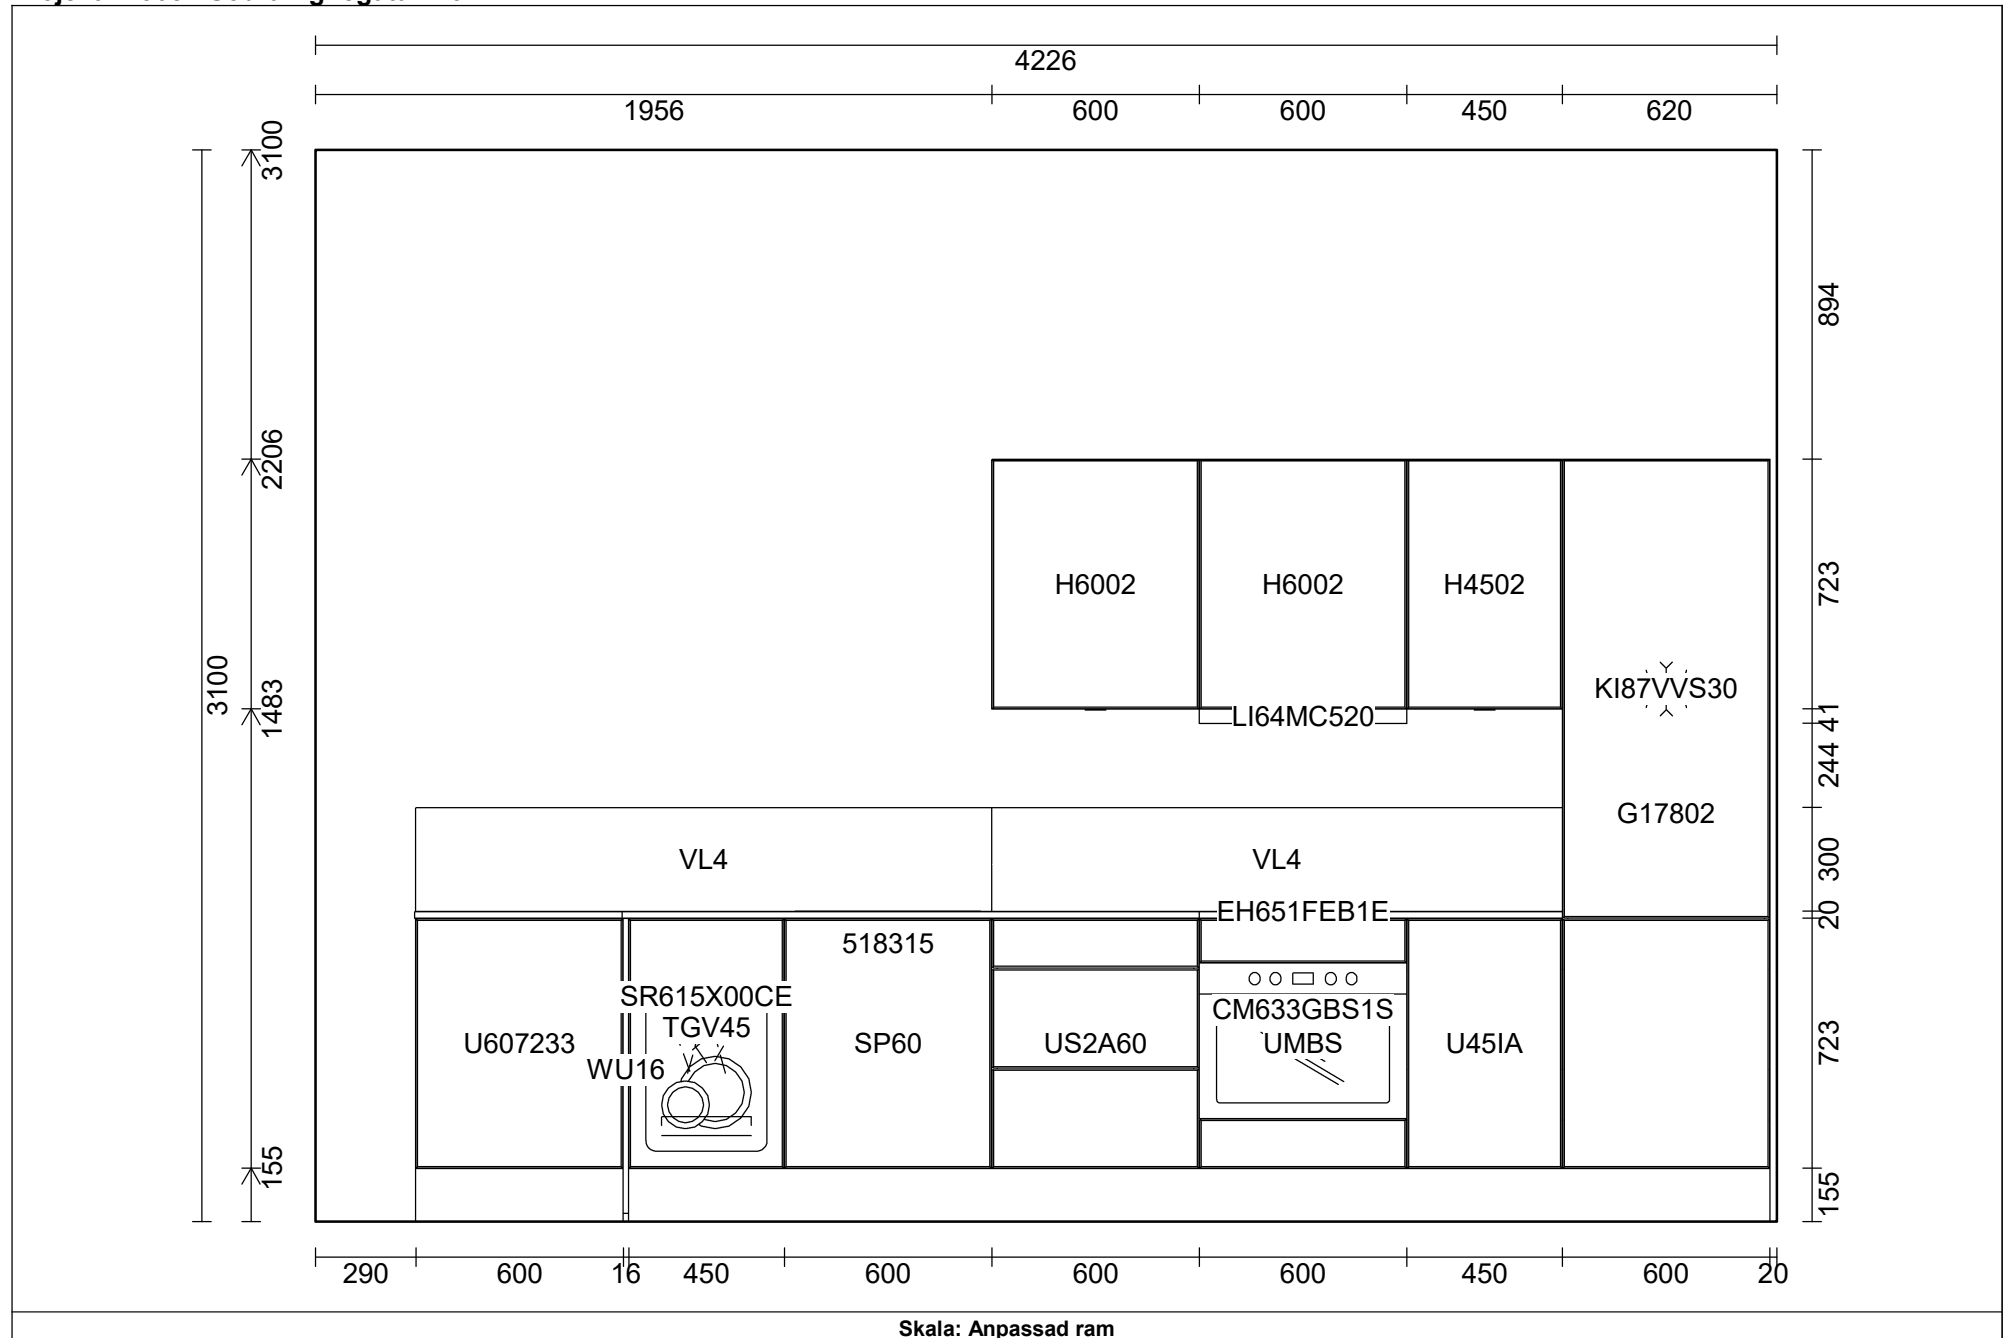 4226
1956 600 600 450 620
3100
894
2206
H6002 H6002 H4502
723
3100
KI87VVS30
1483
LI64MC520
41
244
G17802
VL4 VL4
300
EH651FEB1E
20
518315
SR615X00CE
CM633GBS1S
TGV45
U607233 SP60 US2A60 UMBS U45IA
723
WU16
155
155
290 600 16 450 600 600 600 450 600 20
Skala: Anpassad ram